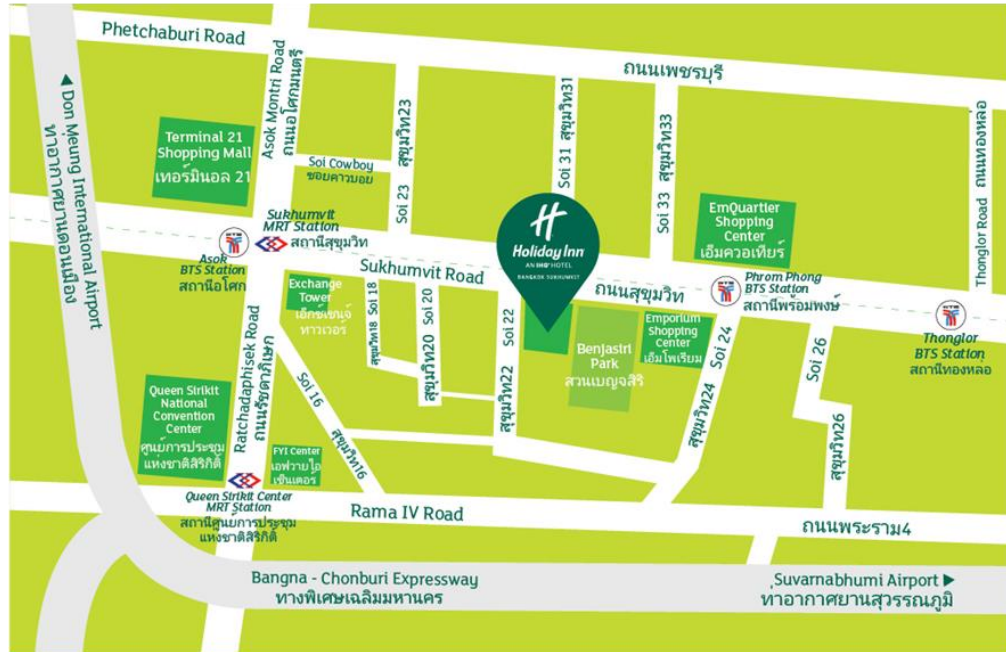 Phetchaburi Road
ถนนเพชรบุรี
Don Meung International Airport
ท่าอากาศยานดอนเมือง
Asok Montri Road
ถนนอโศกมนตรี
สุขุมวิท23
Soi 23
Soi 31 สุขุมวิท31
สุขุมวิท33
Soi 33
Thonglor Road ถนนทองหล่อ
Terminal 21
Shopping Mall
เทอร์มินอล 21
Soi Cowboy
ซอยคาวบอย
Sukhumvit
MRT Station
สถานีสุขุมวิท
BTS
Asok
BTS Station
สถานีอโศก
H
Holiday Inn
AN IHG HOTEL
BANGKOK SUKHUMVIT
EmQuartier
Shopping
Center
เอ็มควอเทียร์
Sukhumvit Road
ถนนสุขุมวิท
BTS
Phrom Phong
BTS Station
สถานีพร้อมพงษ์
BTS
Thonglor
BTS Station
สถานีทองหล่อ
Exchange
Tower
เอ็กซ์เชนจ์
ทาวเวอร์
Soi 18
สุขุมวิท18
Soi 20
สุขุมวิท20
Soi 22
สุขุมวิท22
Benjasiri
Park
สวนเบญจสิริ
Emporium
Shopping
Center
เอ็มโพเรียม
Soi 24
สุขุมวิท24
Soi 26
สุขุมวิท26
Ratchadaphisek Road
ถนนรัชดาภิเษก
Soi 16
สุขุมวิท16
Queen Sirikit
National
Convention
Center
ศูนย์การประชุม
แห่งชาติสิริกิติ์
FYI Center
เอฟวายไอ
เซ็นเตอร์
Queen Sirikit Center
MRT Station
สถานีศูนย์การประชุม
แห่งชาติสิริกิติ์
Rama IV Road
ถนนพระราม4
Bangna - Chonburi Expressway
ทางพิเศษเฉลิมมหานคร
Suvarnabhumi Airport
ท่าอากาศยานสุวรรณภูมิ